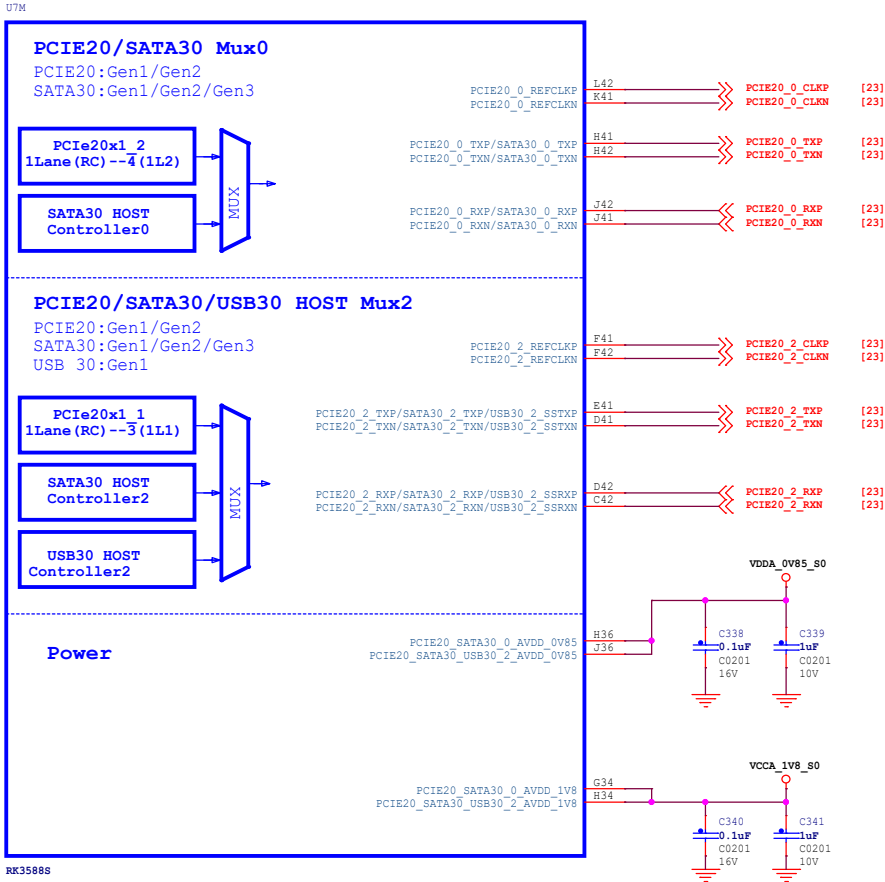 U7M
PCIE20/SATA30 Mux0
PCIE20:Gen1/Gen2
SATA30:Gen1/Gen2/Gen3
PCIE20_0_REFCLKP L42 PCIE20_0_CLKP [23]
PCIE20_0_REFCLKN K41 PCIE20_0_CLKN [23]
PCIe20x1_2
1Lane(RC)--4(1L2)
SATA30 HOST
Controller0
MUX
PCIE20_0_TXP/SATA30_0_TXP H41 PCIE20_0_TXP [23]
PCIE20_0_TXN/SATA30_0_TXN H42 PCIE20_0_TXN [23]
PCIE20_0_RXP/SATA30_0_RXP J42 PCIE20_0_RXP [23]
PCIE20_0_RXN/SATA30_0_RXN J41 PCIE20_0_RXN [23]
PCIE20/SATA30/USB30 HOST Mux2
PCIE20:Gen1/Gen2
SATA30:Gen1/Gen2/Gen3
USB 30:Gen1
PCIE20_2_REFCLKP F41 PCIE20_2_CLKP [23]
PCIE20_2_REFCLKN F42 PCIE20_2_CLKN [23]
PCIe20x1_1
1Lane(RC)--3(1L1)
SATA30 HOST
Controller2
USB30 HOST
Controller2
MUX
PCIE20_2_TXP/SATA30_2_TXP/USB30_2_SSTXP E41 PCIE20_2_TXP [23]
PCIE20_2_TXN/SATA30_2_TXN/USB30_2_SSTXN D41 PCIE20_2_TXN [23]
PCIE20_2_RXP/SATA30_2_RXP/USB30_2_SSRXP D42 PCIE20_2_RXP [23]
PCIE20_2_RXN/SATA30_2_RXN/USB30_2_SSRXN C42 PCIE20_2_RXN [23]
Power
VDDA_0V85_S0
PCIE20_SATA30_0_AVDD_0V85 H36
PCIE20_SATA30_USB30_2_AVDD_0V85 J36
C338
0.1uF
C0201
16V
C339
1uF
C0201
10V
VCCA_1V8_S0
PCIE20_SATA30_0_AVDD_1V8 G34
PCIE20_SATA30_USB30_2_AVDD_1V8 H34
C340
0.1uF
C0201
16V
C341
1uF
C0201
10V
RK3588S